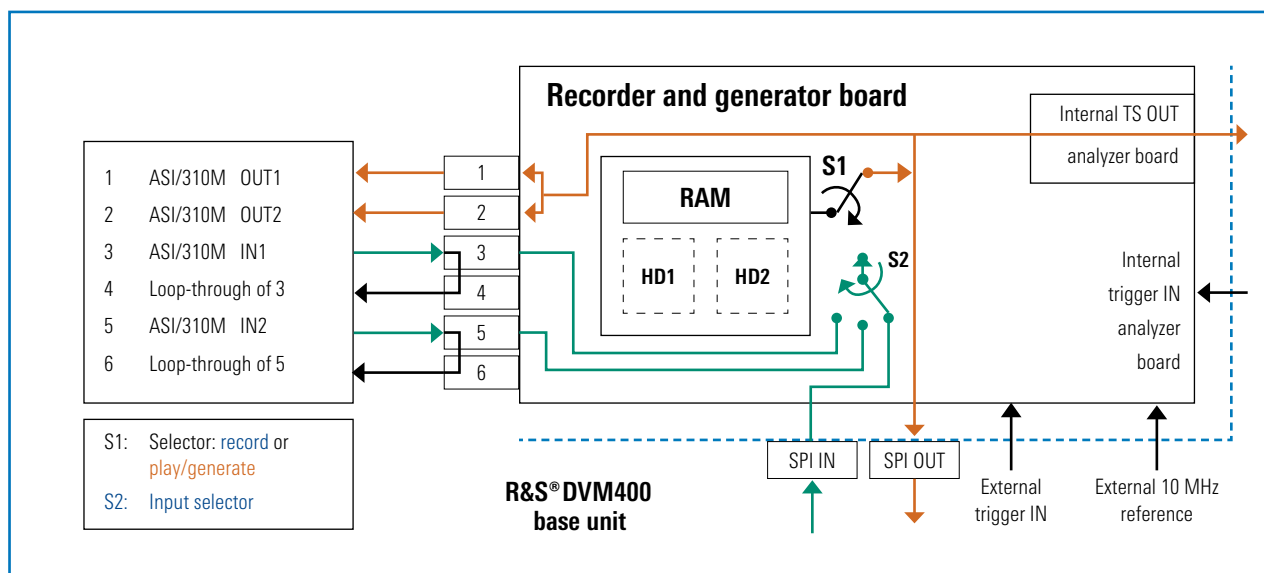 Recorder and generator board
Internal TS OUT
analyzer board
1 ASI/310M OUT1
2 ASI/310M OUT2
3 ASI/310M IN1
4 Loop-through of 3
5 ASI/310M IN2
6 Loop-through of 5
1
2
3
4
5
6
RAM
HD1
HD2
S1
S2
Internal
trigger IN
analyzer
board
S1: Selector: record or
play/generate
S2: Input selector
R&S® DVM400
base unit
SPI IN
SPI OUT
External
trigger IN
External 10 MHz
reference